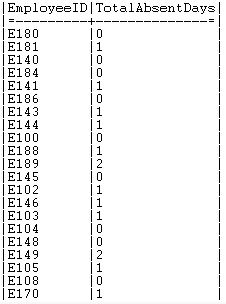 |EmployeeID|TotalAbsentDays|
|=----------+---------------=|
|E180 |0 |
|E181 |1 |
|E140 |0 |
|E184 |0 |
|E141 |1 |
|E186 |0 |
|E143 |1 |
|E144 |1 |
|E100 |0 |
|E188 |1 |
|E189 |2 |
|E145 |0 |
|E102 |1 |
|E146 |1 |
|E103 |1 |
|E104 |0 |
|E148 |0 |
|E149 |2 |
|E105 |1 |
|E108 |0 |
|E170 |1 |